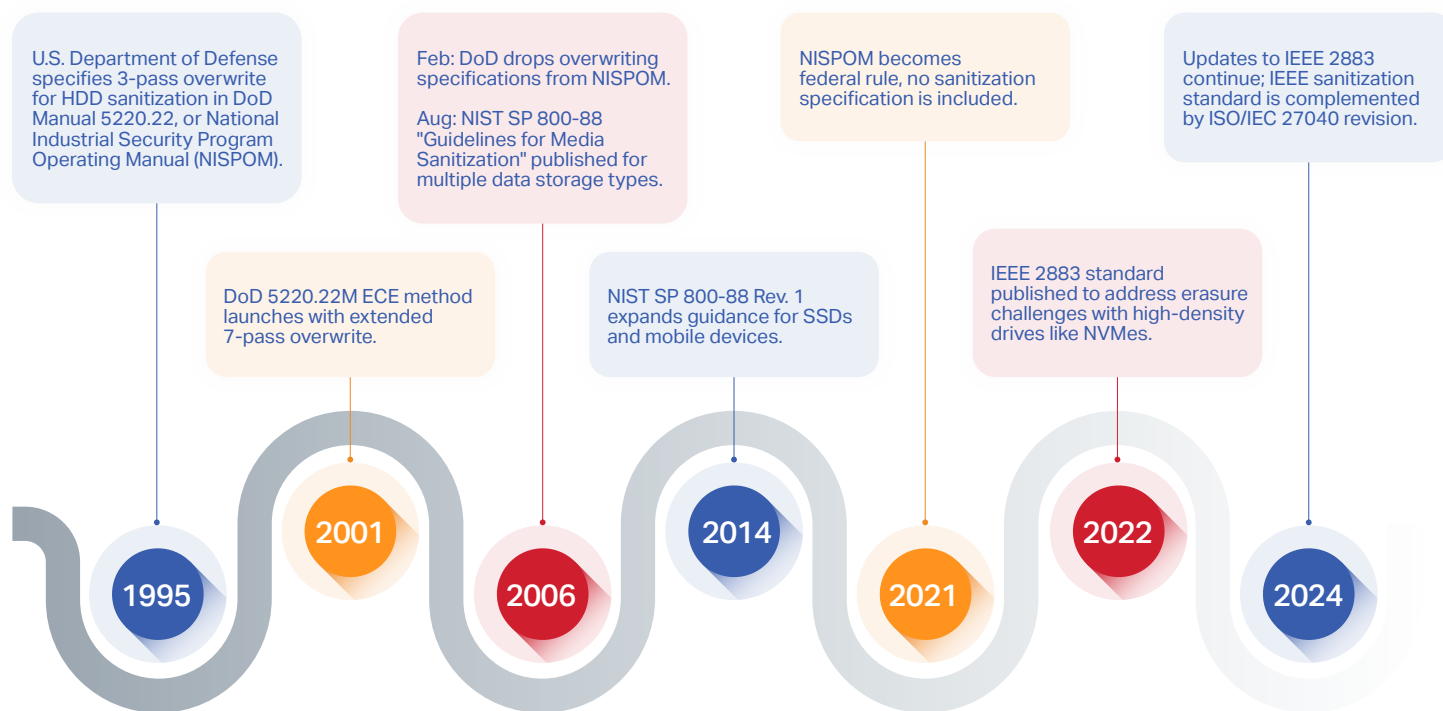 U.S. Department of Defense
specifies 3-pass overwrite
for HDD sanitization in DoD
Manual 5220.22, or National
Industrial Security Program
Operating Manual (NISPOM).
Feb: DoD drops overwriting
specifications from NISPOM.
Aug: NIST SP 800-88
"Guidelines for Media
Sanitization" published for
multiple data storage types.
NISPOM becomes
federal rule, no sanitization
specification is included.
Updates to IEEE 2883
continue; IEEE sanitization
standard is complemented
by ISO/IEC 27040 revision.
DoD 5220.22M ECE method
launches with extended
7-pass overwrite.
NIST SP 800-88 Rev. 1
expands guidance for SSDs
and mobile devices.
IEEE 2883 standard
published to address erasure
challenges with high-density
drives like NVMes.
1995
2001
2006
2014
2021
2022
2024